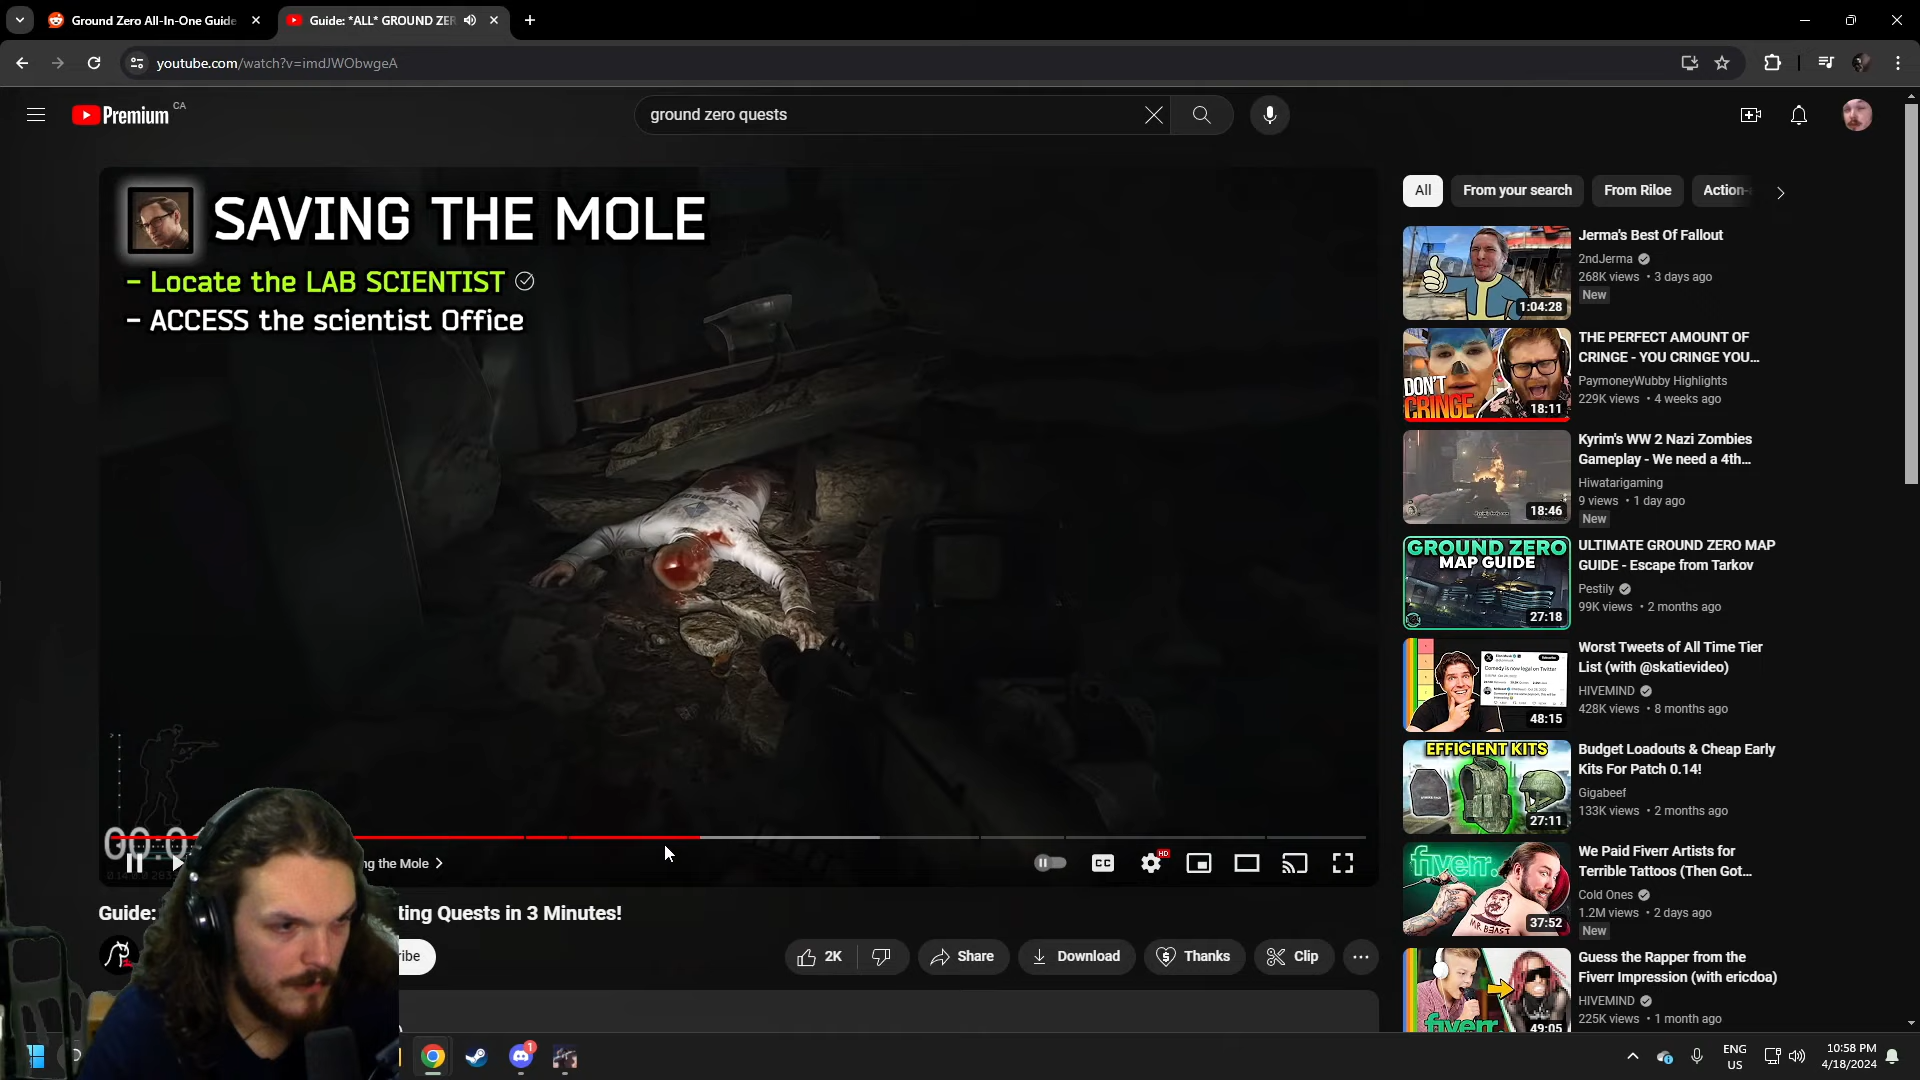 Ground Zero All-In-One Guide
Guide: *ALL* GROUND ZER
youtube.com/watch?v=imdJWObwgeA
Premium
CA
ground zero quests
SAVING THE MOLE
- Locate the LAB SCIENTIST
- ACCESS the scientist Office
ng the Mole
CC
HD
Guide:
ting Quests in 3 Minutes!
ibe
2K
Share
Download
Thanks
Clip
All
From your search
From Riloe
Action-
Jerma's Best Of Fallout
2ndJerma
268K views • 3 days ago
New
1:04:28
THE PERFECT AMOUNT OF
CRINGE - YOU CRINGE YOU...
PaymoneyWubby Highlights
229K views • 4 weeks ago
DON'T
CRINGE
18:11
Kyrim's WW 2 Nazi Zombies
Gameplay - We need a 4th...
Hiwatarigaming
9 views • 1 day ago
New
18:46
ULTIMATE GROUND ZERO MAP
GUIDE - Escape from Tarkov
Pestily
99K views • 2 months ago
GROUND ZERO
MAP GUIDE
27:18
Worst Tweets of All Time Tier
List (with @skatievideo)
HIVEMIND
428K views • 8 months ago
48:15
Budget Loadouts & Cheap Early
Kits For Patch 0.14!
Gigabeef
133K views • 2 months ago
EFFICIENT KITS
27:11
We Paid Fiverr Artists for
Terrible Tattoos (Then Got...
Cold Ones
1.2M views • 2 days ago
New
fiverr.
MR BEAST
37:52
Guess the Rapper from the
Fiverr Impression (with ericdoa)
HIVEMIND
225K views • 1 month ago
fiverr.
49:05
1
ENG
US
10:58 PM
4/18/2024